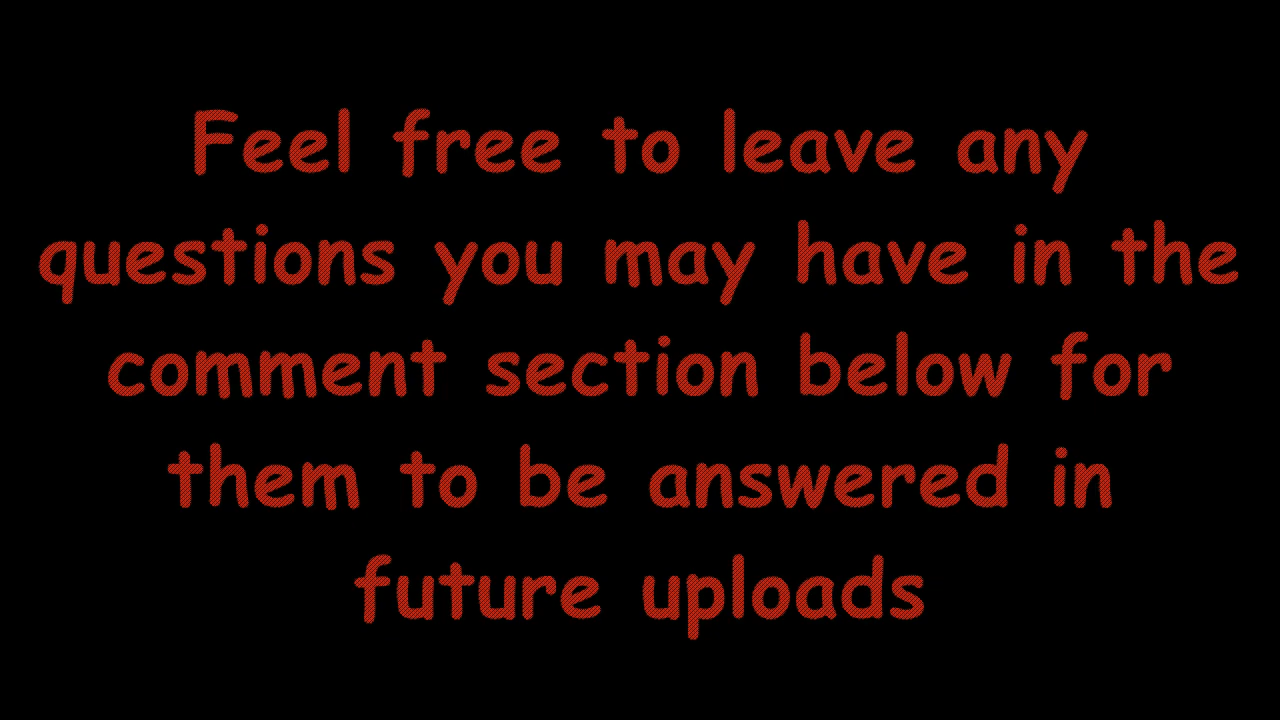 Feel free to leave any
questions you may have in the
comment section below for
them to be answered in
future uploads